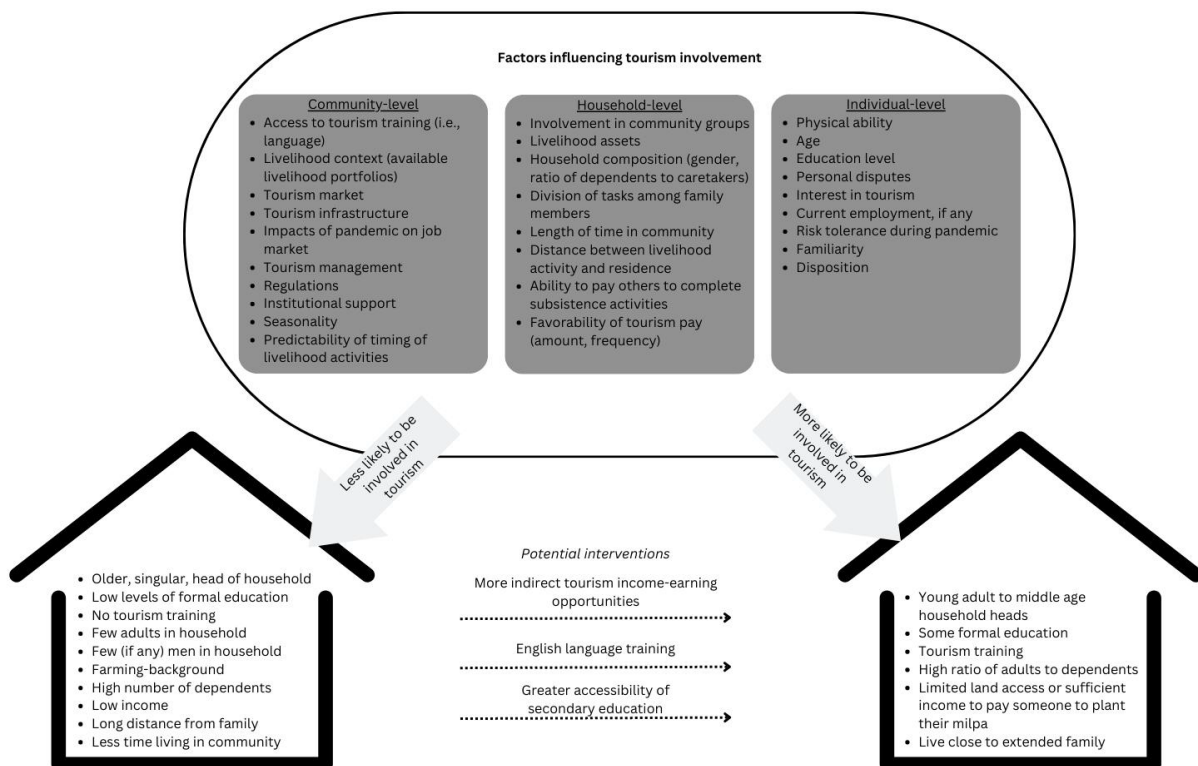 Factors influencing tourism involvement
Community-level
• Access to tourism training (i.e.,
language)
• Livelihood context (available
livelihood portfolios)
• Tourism market
• Tourism infrastructure
• Impacts of pandemic on job
market
• Tourism management
• Regulations
• Institutional support
• Seasonality
• Predictability of timing of
livelihood activities
Household-level
• Involvement in community groups
• Livelihood assets
• Household composition (gender,
ratio of dependents to caretakers)
• Division of tasks among family
members
• Length of time in community
• Distance between livelihood
activity and residence
• Ability to pay others to complete
subsistence activities
• Favorability of tourism pay
(amount, frequency)
Individual-level
• Physical ability
• Age
• Education level
• Personal disputes
• Interest in tourism
• Current employment, if any
• Risk tolerance during pandemic
• Familiarity
• Disposition
Less likely to be
involved in
tourism
More likely to be
involved in
tourism
• Older, singular, head of household
• Low levels of formal education
• No tourism training
• Few adults in household
• Few (if any) men in household
• Farming-background
• High number of dependents
• Low income
• Long distance from family
• Less time living in community
Potential interventions
More indirect tourism income-earning
opportunities
English language training
Greater accessibility of
secondary education
• Young adult to middle age
household heads
• Some formal education
• Tourism training
• High ratio of adults to dependents
• Limited land access or sufficient
income to pay someone to plant
their milpa
• Live close to extended family